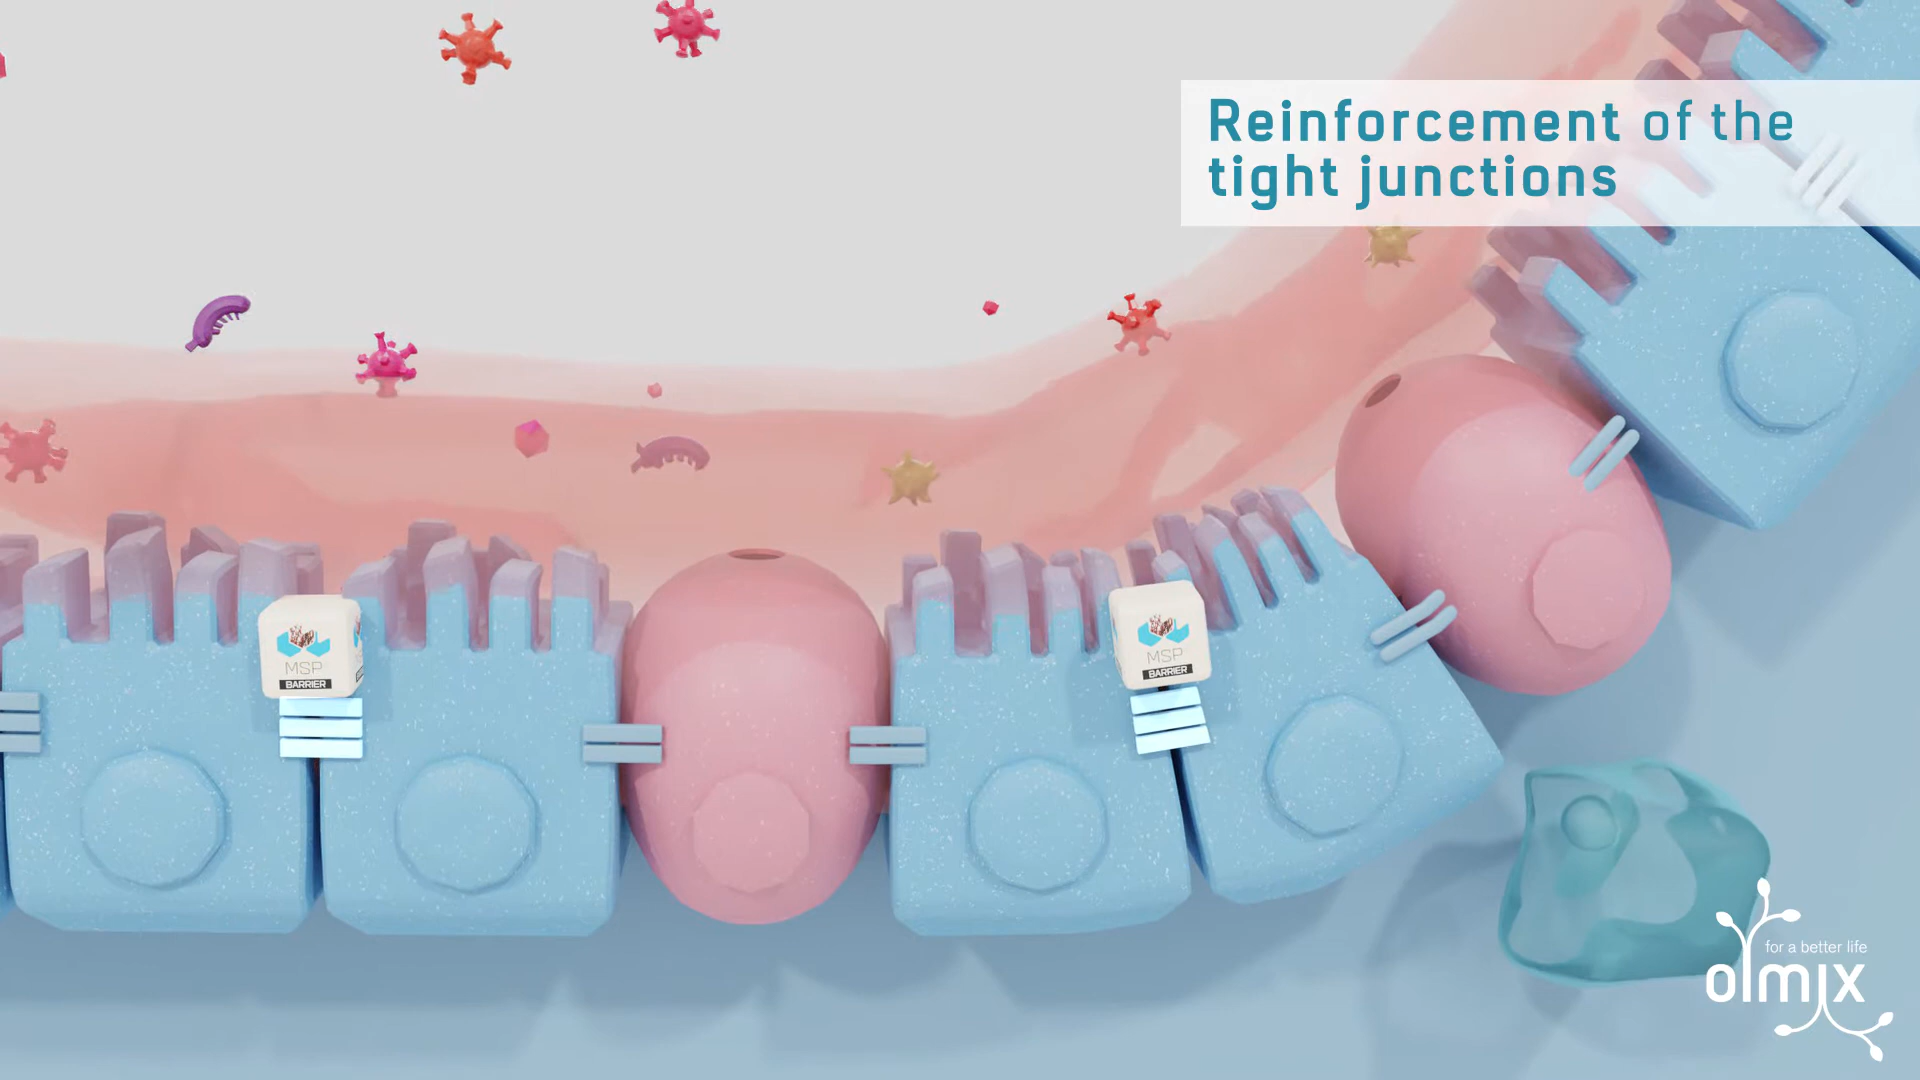 Reinforcement of the
tight junctions
MSP
BARRIER
MSP
BARRIER
for a better life
olmix